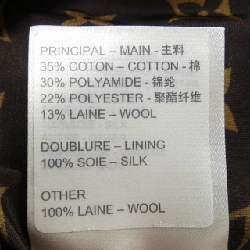 PRINCIPAL – MAIN - 主料
35% COTON – COTTON - 棉
30% POLYAMIDE - 锦纶
22% POLYESTER - 聚酯纤维
13% LAINE – WOOL
DOUBLURE – LINING
100% SOIE – SILK
OTHER
100% LAINE – WOOL